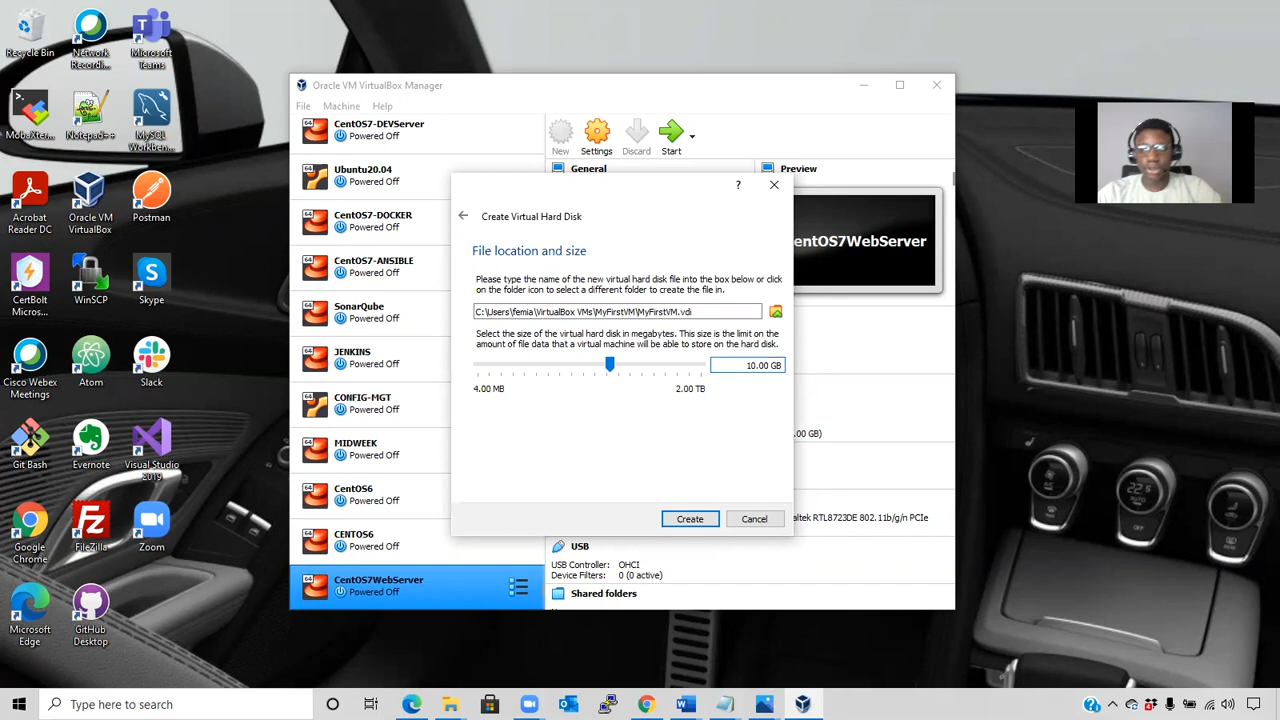 Recycle Bin
Network
Recordi...
Microsoft
Teams
MobaXter...
Notepad++
MySQL
Workben...
Acrobat
Reader DC
Oracle VM
VirtualBox
Postman
CertBolt
Micros...
WinSCP
Skype
Cisco Webex
Meetings
Atom
Slack
Git Bash
Evernote
Visual Studio
2019
Google
Chrome
FileZilla
Zoom
Microsoft
Edge
GitHub
Desktop
Oracle VM VirtualBox Manager
File Machine Help
CentOS7-DEVServer
Powered Off
Ubuntu20.04
Powered Off
CentOS7-DOCKER
Powered Off
CentOS7-ANSIBLE
Powered Off
SonarQube
Powered Off
JENKINS
Powered Off
CONFIG-MGT
Powered Off
MIDWEEK
Powered Off
CentOS6
Powered Off
CENTOS6
Powered Off
CentOS7WebServer
Powered Off
New Settings Discard Start
General
Preview
entOS7WebServer
?
Create Virtual Hard Disk
File location and size
Please type the name of the new virtual hard disk file into the box below or click
on the folder icon to select a different folder to create the file in.
C:\Users\femia\VirtualBox VMs\MyFirstVM\MyFirstVM.vdi
Select the size of the virtual hard disk in megabytes. This size is the limit on the
amount of file data that a virtual machine will be able to store on the hard disk.
10.00 GB
4.00 MB 2.00 TB
Create Cancel
.00 GB)
altek RTL8723DE 802.11b/g/n PCIe
USB
USB Controller: OHCI
Device Filters: 0 (0 active)
Shared folders
22.5
AUTO
OFF
Type here to search